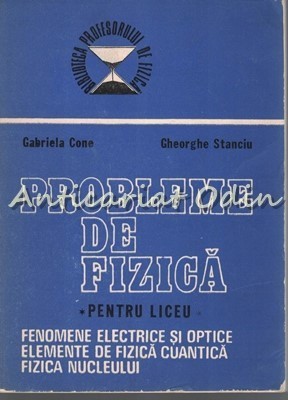 BIBLIOTECA PROFESORULUI DE FIZICĂ
Gabriela Cone
Gheorghe Stanciu
Anticariat Odin
PROBLEME
DE
FIZICĂ
• PENTRU LICEU •
FENOMENE ELECTRICE ȘI OPTICE
ELEMENTE DE FIZICĂ CUANTICĂ
FIZICA NUCLEULUI